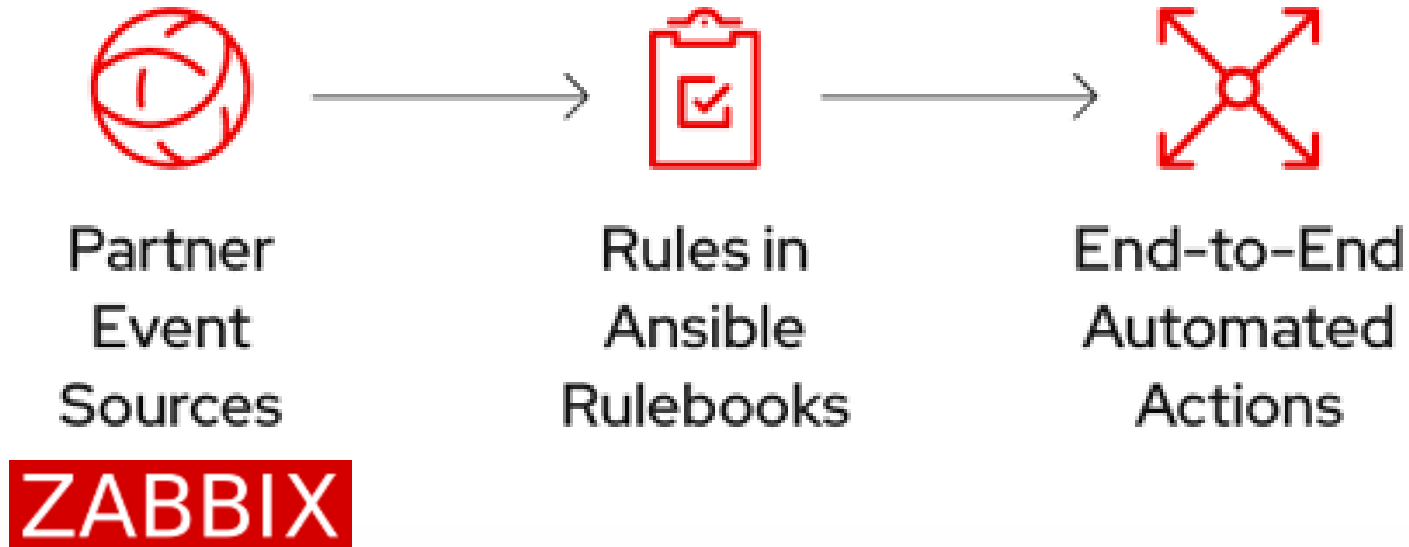 Partner
Event
Sources
ZABBIX
Rules in
Ansible
Rulebooks
End-to-End
Automated
Actions